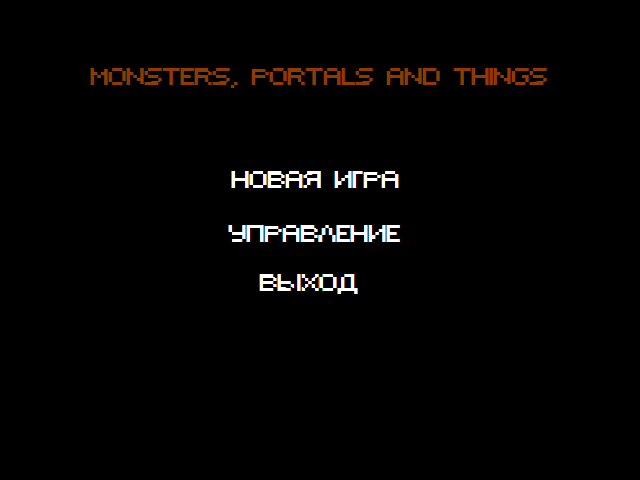 MONSTERS, PORTALS AND THINGS
НОВАЯ ИГРА
УПРАВЛЕНИЕ
ВЫХОД